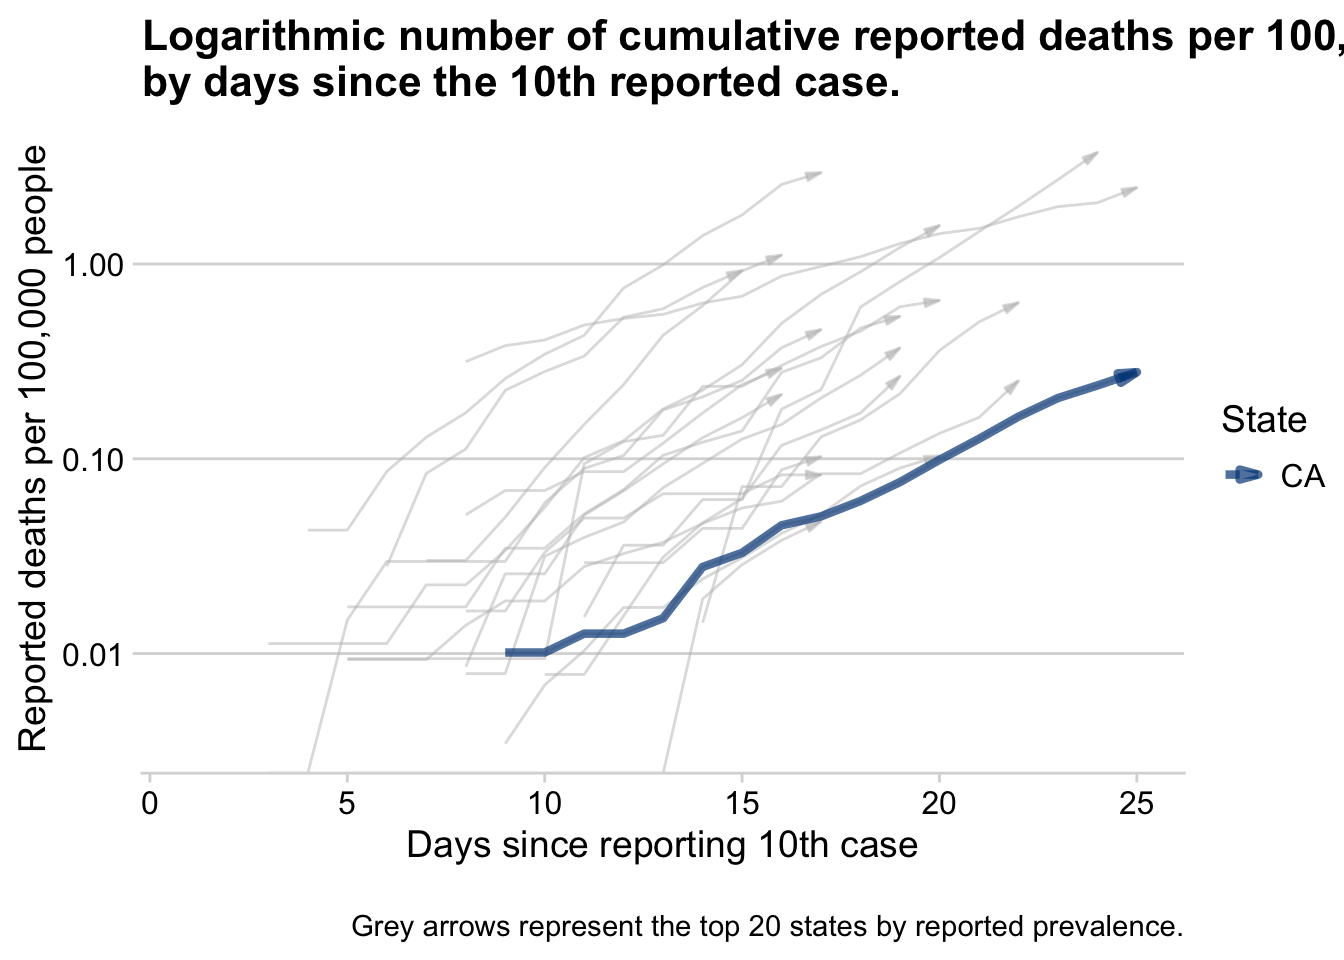 Logarithmic number of cumulative reported deaths per 100,
by days since the 10th reported case.
Reported deaths per 100,000 people
1.00
0.10
0.01
0
5
10
15
20
25
Days since reporting 10th case
State
CA
Grey arrows represent the top 20 states by reported prevalence.